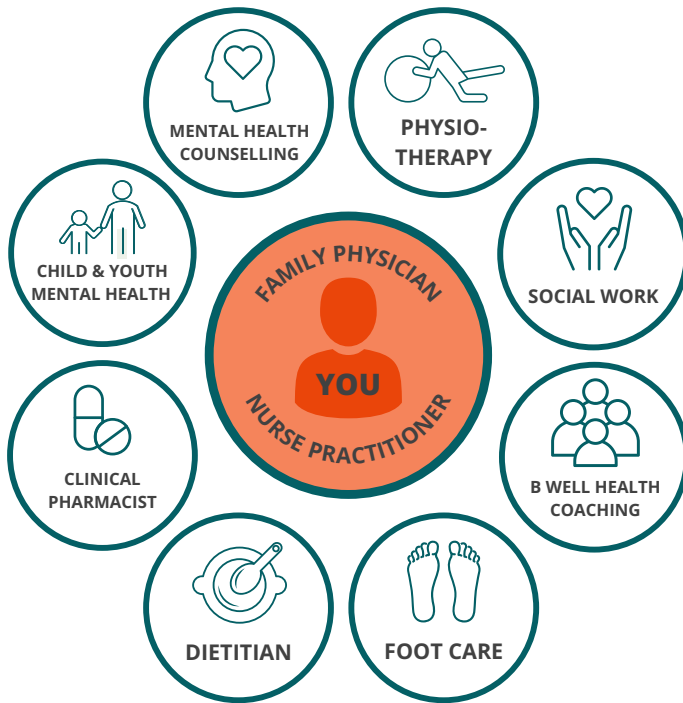 MENTAL HEALTH
COUNSELLING
PHYSIO-
THERAPY
CHILD & YOUTH
MENTAL HEALTH
FAMILY PHYSICIAN
YOU
NURSE PRACTITIONER
SOCIAL WORK
CLINICAL
PHARMACIST
B WELL HEALTH
COACHING
DIETITIAN
FOOT CARE